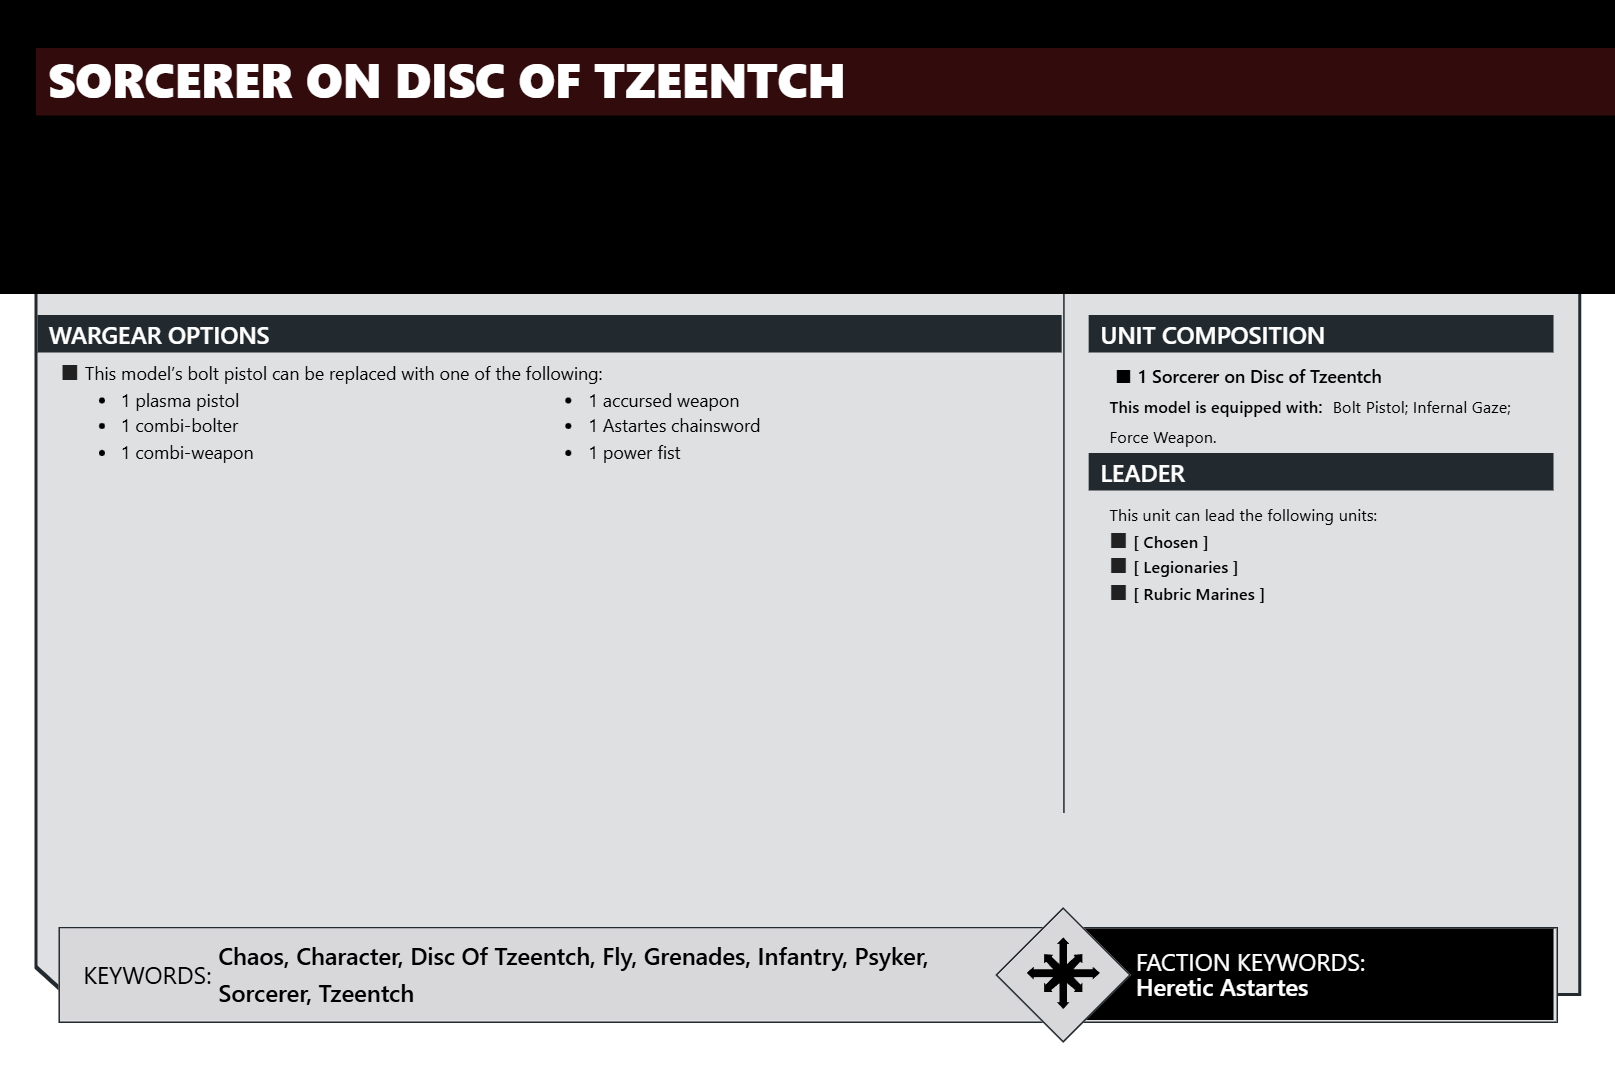 SORCERER ON DISC OF TZEENTCH
WARGEAR OPTIONS
This model's bolt pistol can be replaced with one of the following:
1 plasma pistol
1 combi-bolter
1 combi-weapon
1 accursed weapon
1 Astartes chainsword
1 power fist
UNIT COMPOSITION
1 Sorcerer on Disc of Tzeentch
This model is equipped with: Bolt Pistol; Infernal Gaze;
Force Weapon.
LEADER
This unit can lead the following units:
[ Chosen ]
[ Legionaries ]
[ Rubric Marines ]
KEYWORDS: Chaos, Character, Disc Of Tzeentch, Fly, Grenades, Infantry, Psyker,
Sorcerer, Tzeentch
FACTION KEYWORDS:
Heretic Astartes